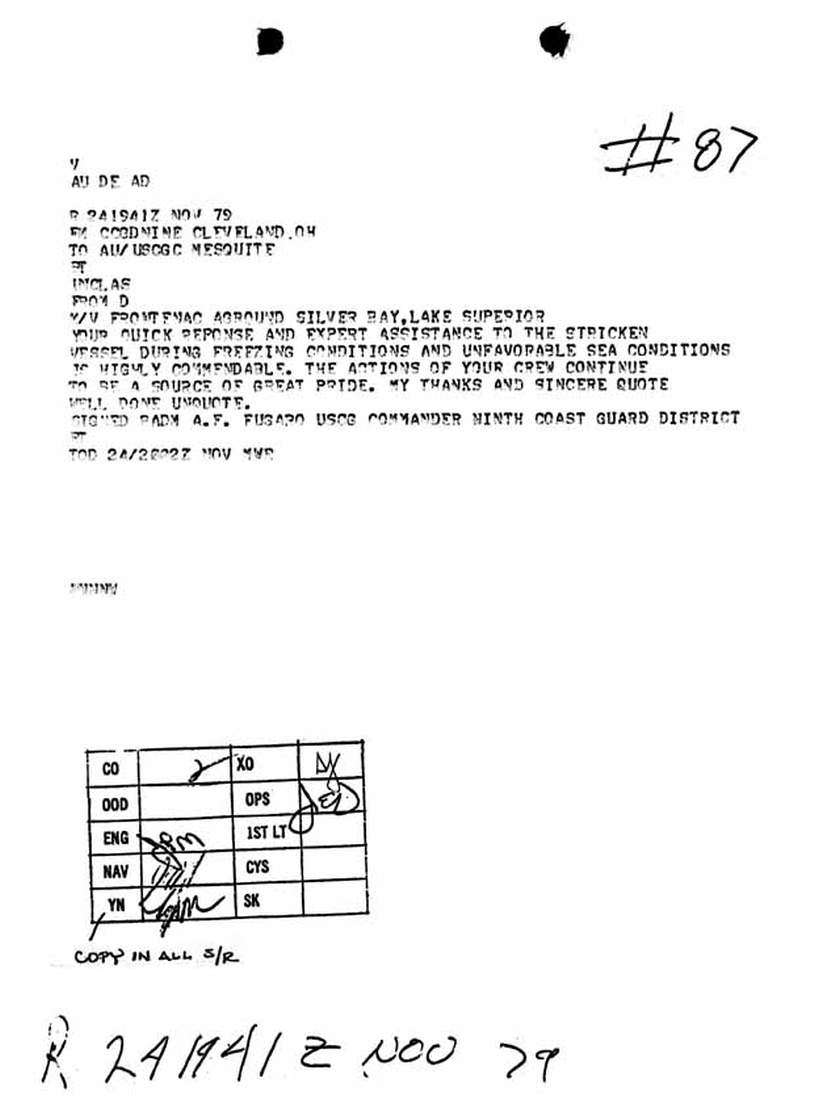 #87
V
AU DE AD
R 241941Z NOV 79
FM CCGDNINE CLEVELAND.OH
TO AU/USCGC MESQUITE
BT
UNCLAS
FROM D
M/V FRONTENAC AGROUND SILVER BAY,LAKE SUPERIOR
YOUR QUICK REPONSE AND EXPERT ASSISTANCE TO THE STRICKEN
VESSEL DURING FREEZING CONDITIONS AND UNFAVORABLE SEA CONDITIONS
IS HIGHLY COMMENDABLE. THE ACTIONS OF YOUR CREW CONTINUE
TO BE A SOURCE OF GREAT PRIDE. MY THANKS AND SINCERE QUOTE
WELL DONE UNQUOTE.
SIGNED RADM A.F. FUGARO USCG COMMANDER NINTH COAST GUARD DISTRICT
BT
TOD 24/2002Z NOV MWR
CO XO
OOD OPS JED
ENG 1ST LT
NAV CYS
YN SK
COPY IN ALL S/R
R 241941Z NOV 79